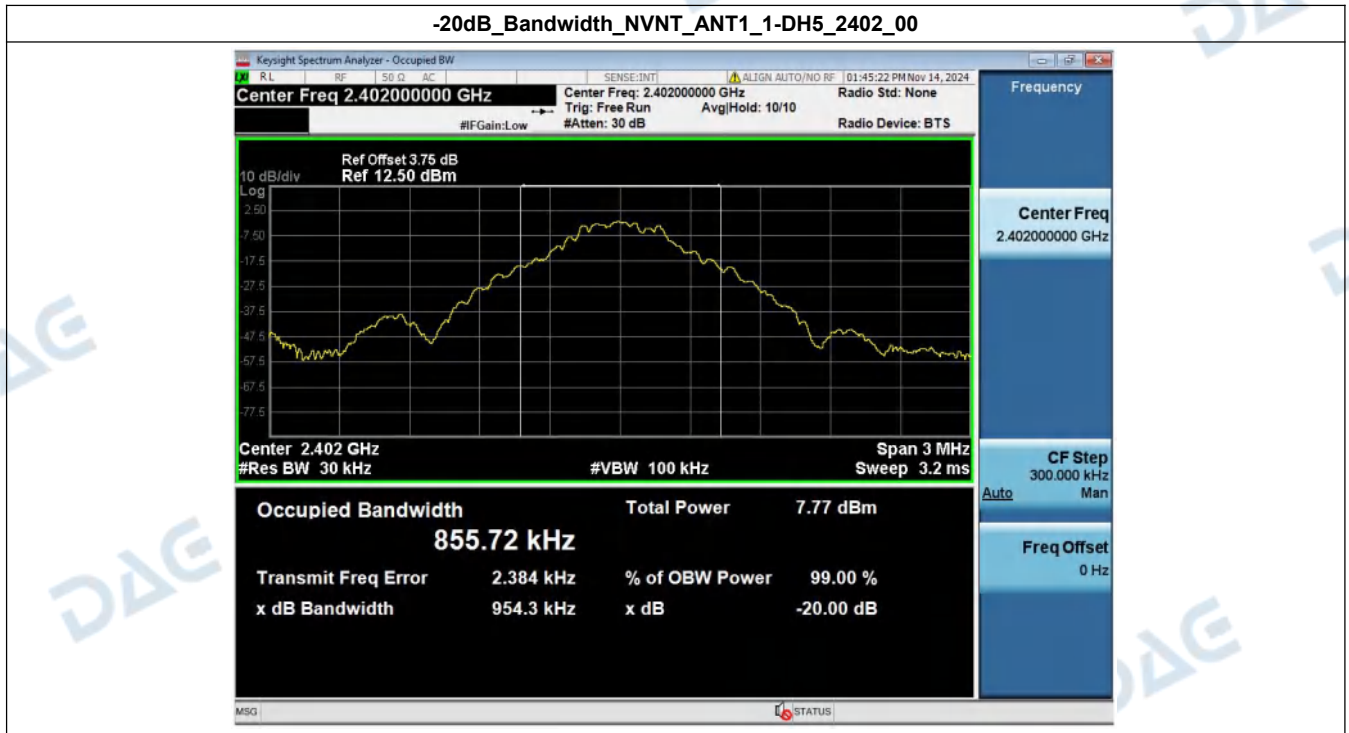 -20dB_Bandwidth_NVNT_ANT1_1-DH5_2402_00
Keysight Spectrum Analyzer - Occupied BW
LXI RL RF 50 Ω AC SENSE:INT ALIGN AUTO/NO RF 01:45:22 PM Nov 14, 2024
Center Freq 2.402000000 GHz
Center Freq: 2.402000000 GHz Radio Std: None
Trig: Free Run Avg|Hold: 10/10
#IFGain:Low #Atten: 30 dB Radio Device: BTS
Ref Offset 3.75 dB
10 dB/div Ref 12.50 dBm
Log
2.50
-7.50
-17.5
-27.5
-37.5
-47.5
-57.5
-67.5
-77.5
Center 2.402 GHz Span 3 MHz
#Res BW 30 kHz #VBW 100 kHz Sweep 3.2 ms
Occupied Bandwidth Total Power 7.77 dBm
855.72 kHz
Transmit Freq Error 2.384 kHz % of OBW Power 99.00 %
x dB Bandwidth 954.3 kHz x dB -20.00 dB
Frequency
Center Freq
2.402000000 GHz
CF Step
300.000 kHz
Auto Man
Freq Offset
0 Hz
MSG STATUS
DAE
DAE
DAE